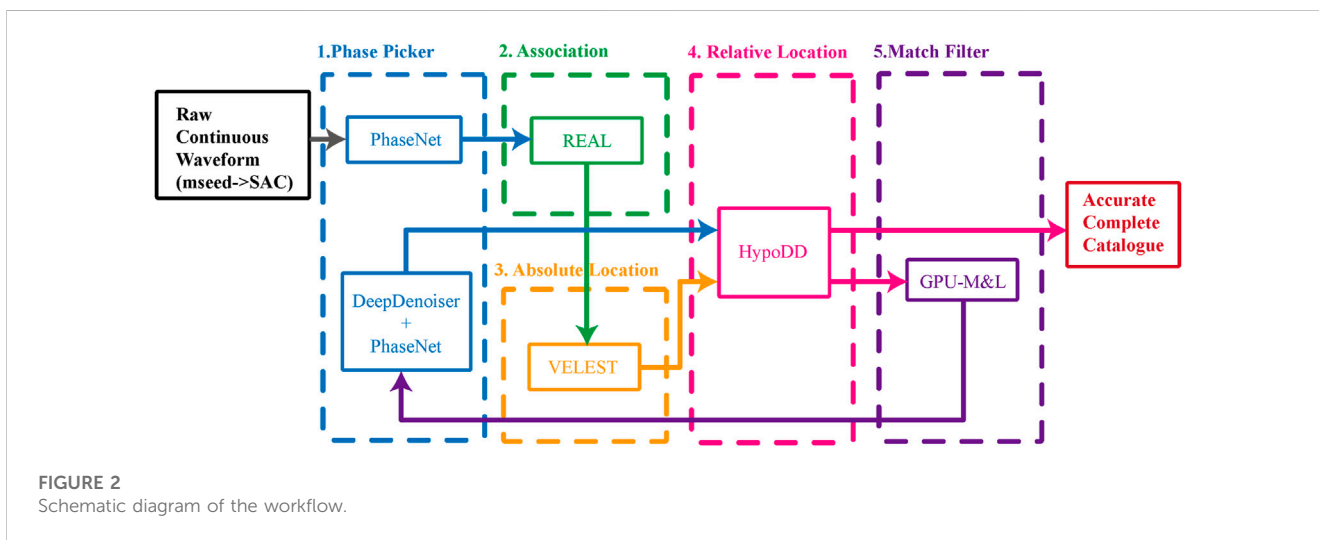 1.Phase Picker
2. Association
4. Relative Location
5.Match Filter
Raw
Continuous
Waveform
(mseed->SAC)
PhaseNet
REAL
Accurate
Complete
Catalogue
HypoDD
3. Absolute Location
GPU-M&L
DeepDenoiser
+
PhaseNet
VELEST
FIGURE 2
Schematic diagram of the workflow.